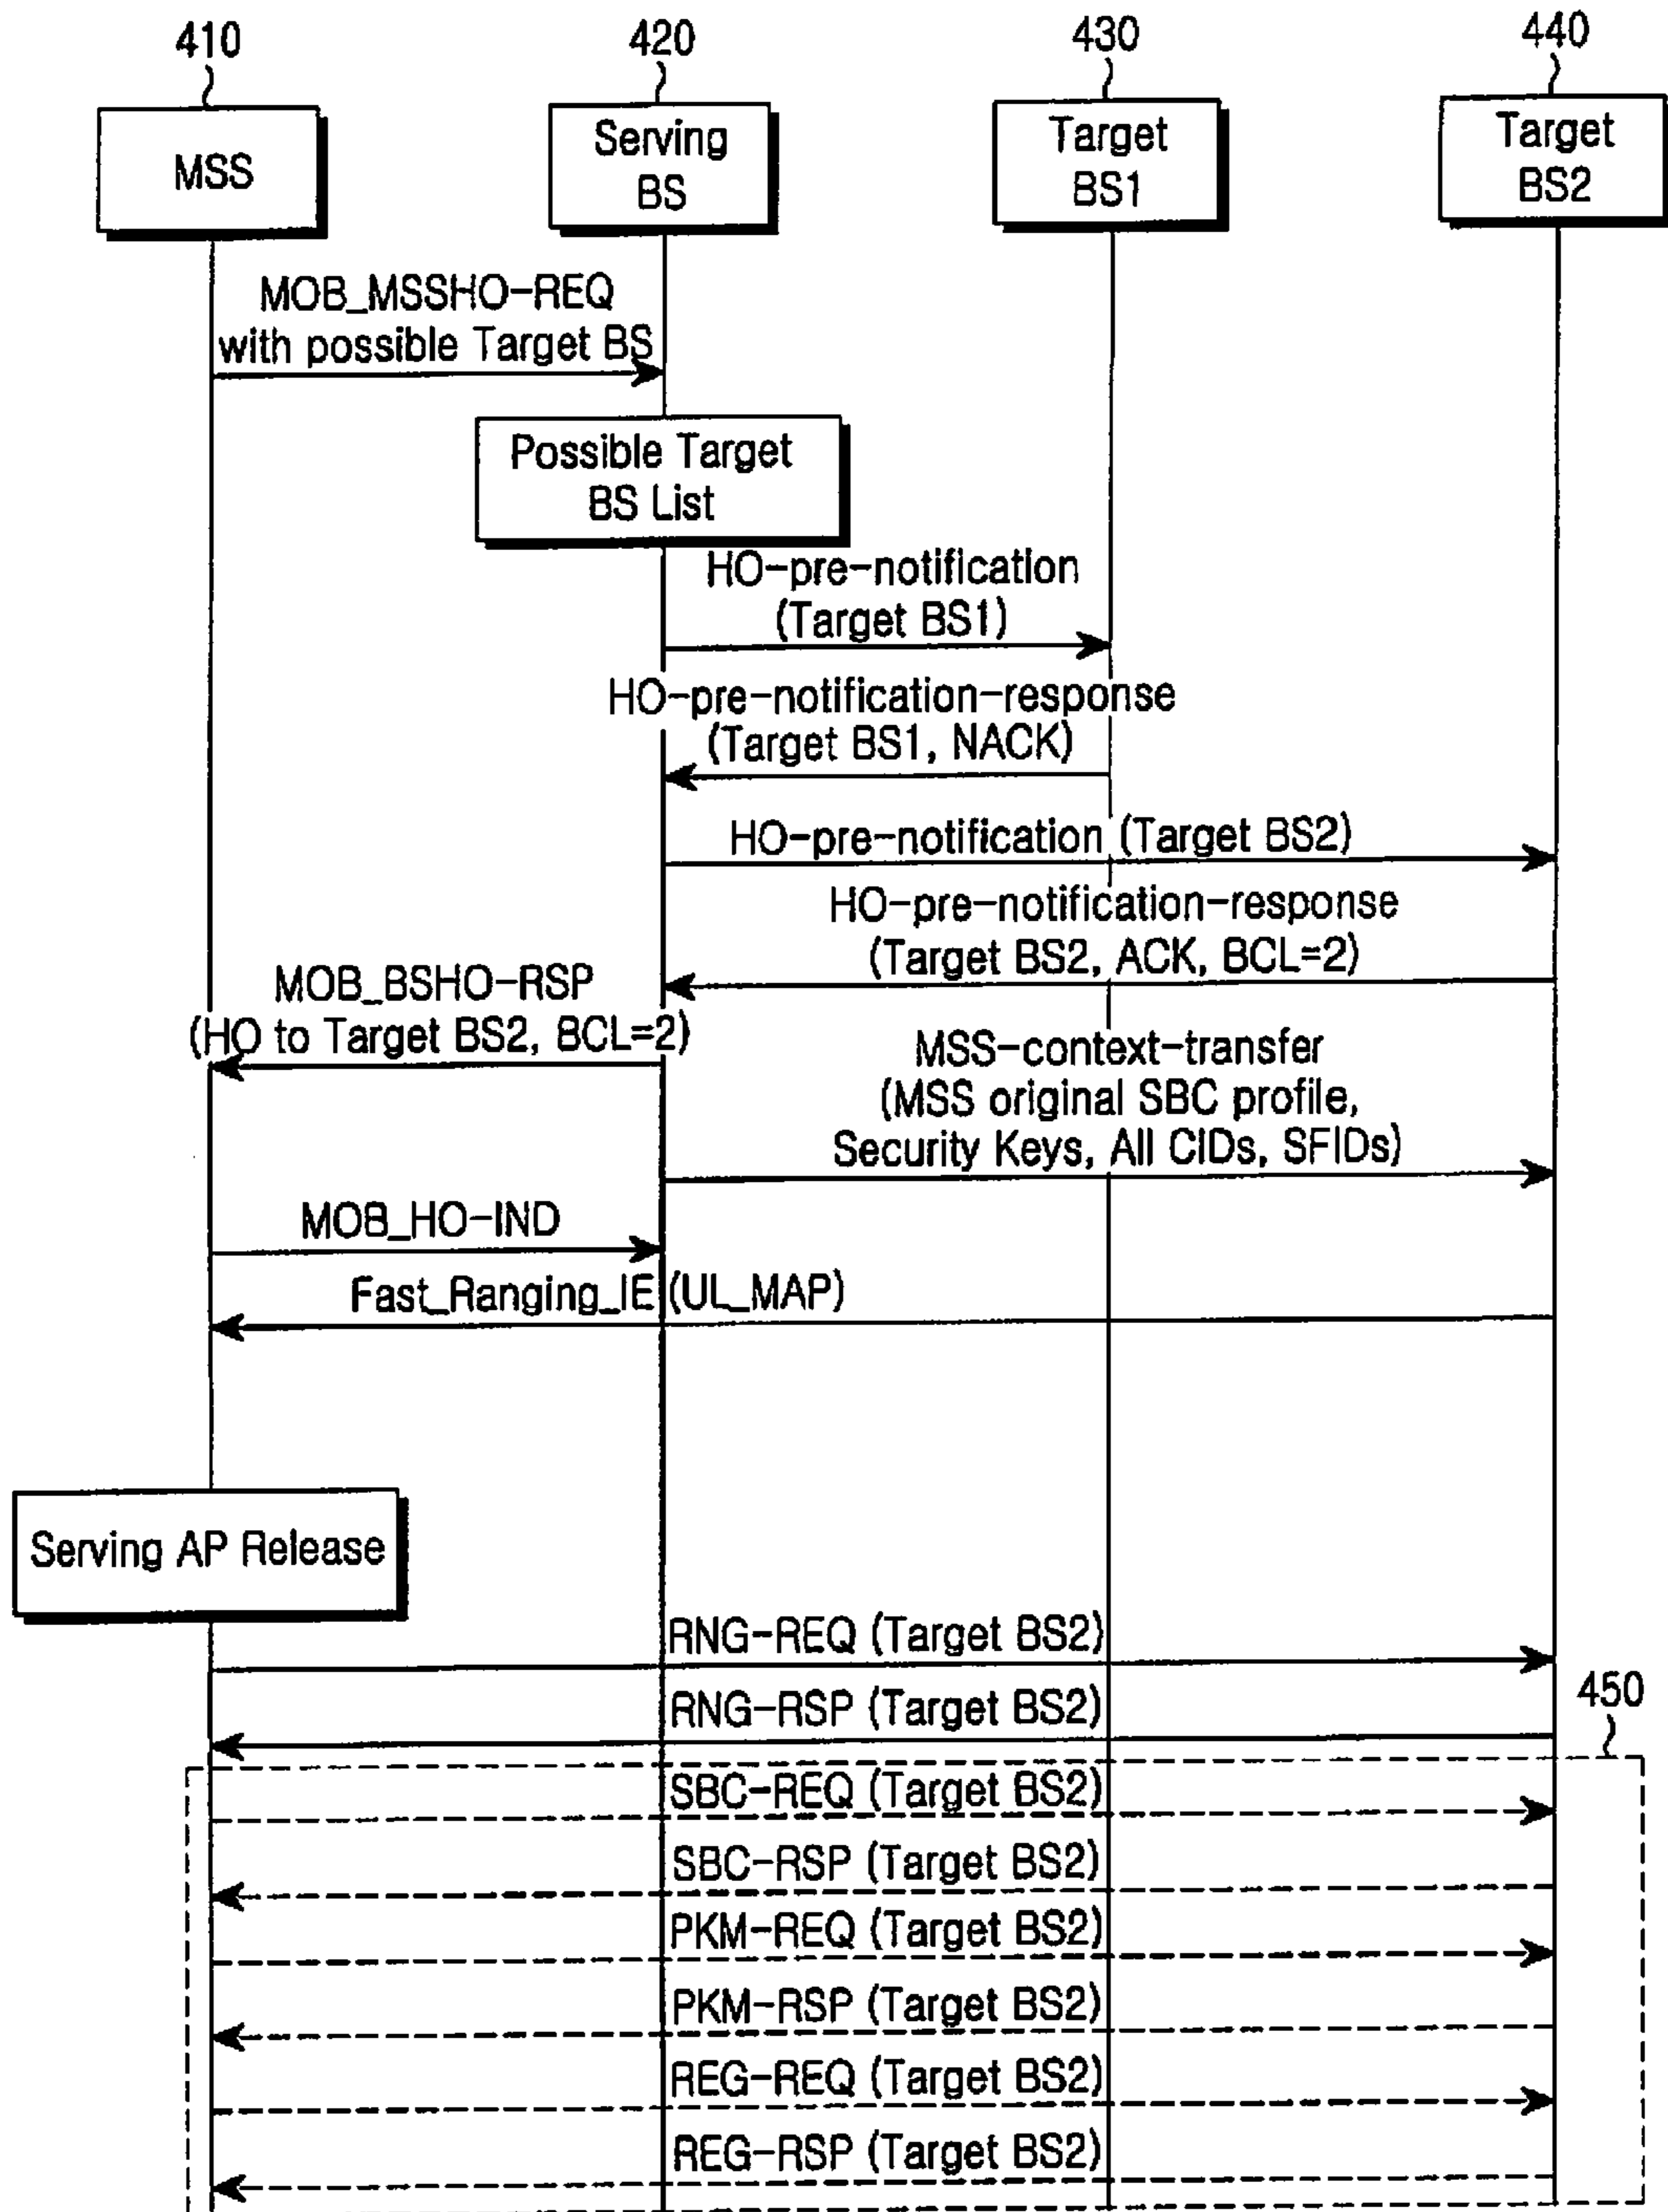 410
420
430
440
MSS
Serving
BS
Target
BS1
Target
BS2
MOB_MSSHO-REQ
with possible Target BS
Possible Target
BS List
HO-pre-notification
(Target BS1)
HO-pre-notification-response
(Target BS1, NACK)
HO-pre-notification (Target BS2)
HO-pre-notification-response
(Target BS2, ACK, BCL=2)
MOB_BSHO-RSP
(HO to Target BS2, BCL=2)
MSS-context-transfer
(MSS original SBC profile,
Security Keys, All CIDs, SFIDs)
MOB_HO-IND
Fast_Ranging_IE (UL_MAP)
Serving AP Release
RNG-REQ (Target BS2)
RNG-RSP (Target BS2)
450
SBC-REQ (Target BS2)
SBC-RSP (Target BS2)
PKM-REQ (Target BS2)
PKM-RSP (Target BS2)
REG-REQ (Target BS2)
REG-RSP (Target BS2)